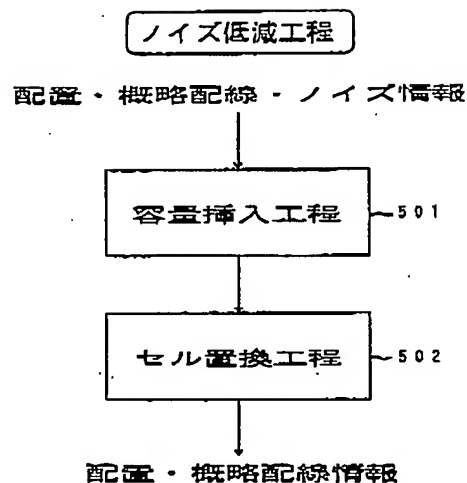 ノイズ低減工程
配置・概略配線・ノイズ情報
容量挿入工程
501
セル置換工程
502
配置・概略配線情報